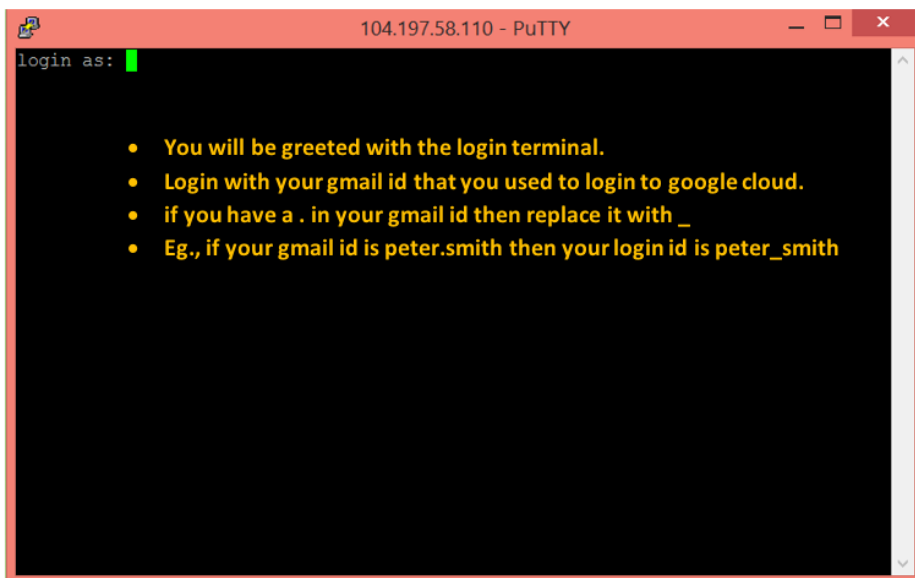 104.197.58.110 - PuTTY
login as:
• You will be greeted with the login terminal.
• Login with your gmail id that you used to login to google cloud.
• if you have a . in your gmail id then replace it with _
• Eg., if your gmail id is peter.smith then your login id is peter_smith